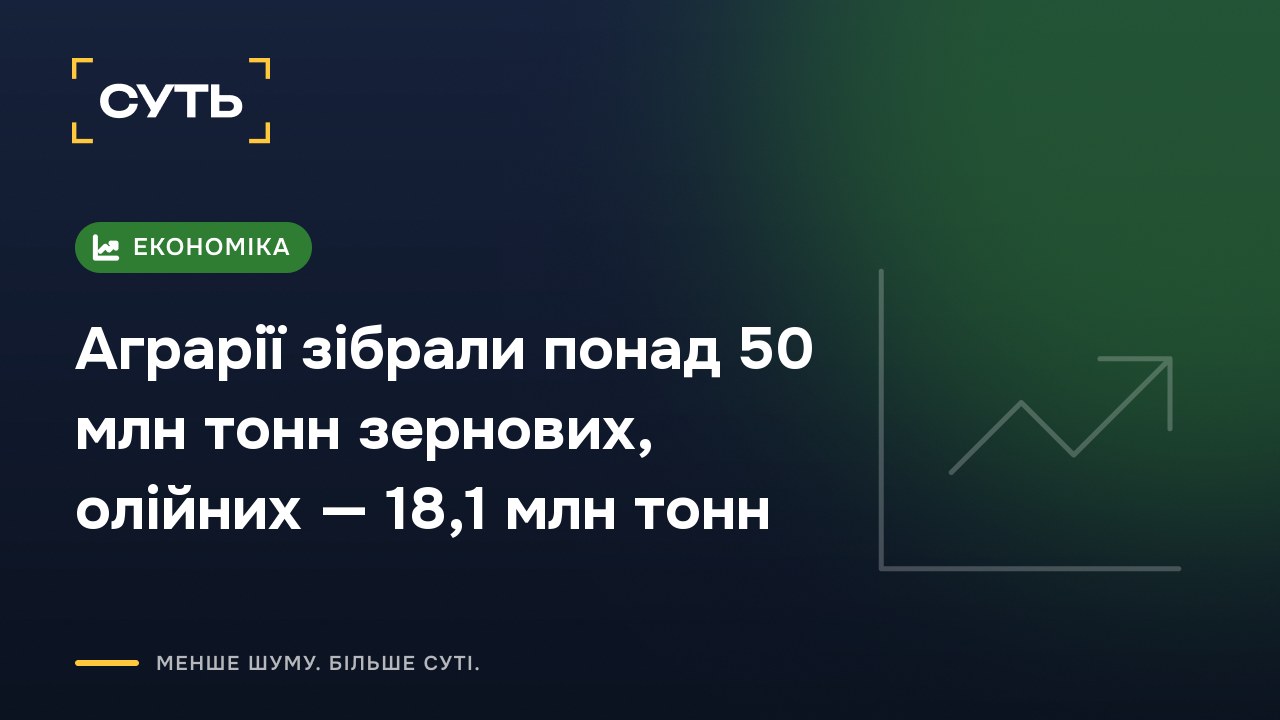 СУТЬ
ЕКОНОМІКА
Аграрії зібрали понад 50
млн тонн зернових,
олійних — 18,1 млн тонн
МЕНШЕ ШУМУ. БІЛЬШЕ СУТІ.